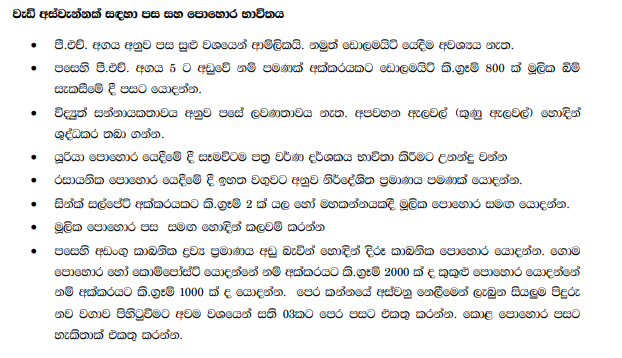 වැඩි අස්වැන්නක් සඳහා පස සහ පොහොර භාවිතය
• පී.එච්. අගය අනුව පස සුළු වශයෙන් ආම්ලිකයි. නමුත් ඩොලමයිට් යෙදීම අවශ්‍යය නැත.
• පසෙහි පී.එච්. අගය 5 ට අඩුවේ නම් පමණක් අක්කරයකට ඩොලමයිට් කි.ග්‍රෑම් 800 ක් මූලික බිම්
සැකසීමේ දී පසට යොදන්න.
• විද්‍යුත් සන්නායකතාවය අනුව පසේ ලවණතාවය නැත. අපවහන ඇලවල් (කුණු ඇලවල්) හොඳින්
ශුද්ධකර තබා ගන්න.
• යූරියා පොහොර යෙදීමේ දී සෑමවිටම පත්‍ර වර්ණ දර්ශකය භාවිතා කිරීමට උනන්දු වන්න
• රසායනික පොහොර යෙදීමේ දී ඉහත වගුවට අනුව නිර්දේශිත ප්‍රමාණය පමණක් යොදන්න.
• සින්ක් සල්පේට් අක්කරයකට කි.ග්‍රෑම් 2 ක් යල හෝ මහකන්නයකදී මූලික පොහොර සමඟ යොදන්න.
• මූලික පොහොර පස සමඟ හොඳින් කලවම් කරන්න
• පසෙහි අඩංගු කාබනික ද්‍රව්‍ය ප්‍රමාණය අඩු බැවින් හොඳින් දිරූ කාබනික පොහොර යොදන්න. ගොම
පොහොර හෝ කොම්පෝස්ට් යොදන්නේ නම් අක්කරයට කි.ග්‍රෑම් 2000 ක් ද කුකුළු පොහොර යොදන්නේ
නම් අක්කරයට කි.ග්‍රෑම් 1000 ක් ද යොදන්න. පෙර කන්නයේ අස්වනු නෙලීමෙන් ලැබුන සියලුම පිදුරු
නව වගාව පිහිටුවීමට අවම වශයෙන් සති 03කට පෙර පසට එකතු කරන්න. කොළ පොහොර පසට
හැකිතාක් එකතු කරන්න.